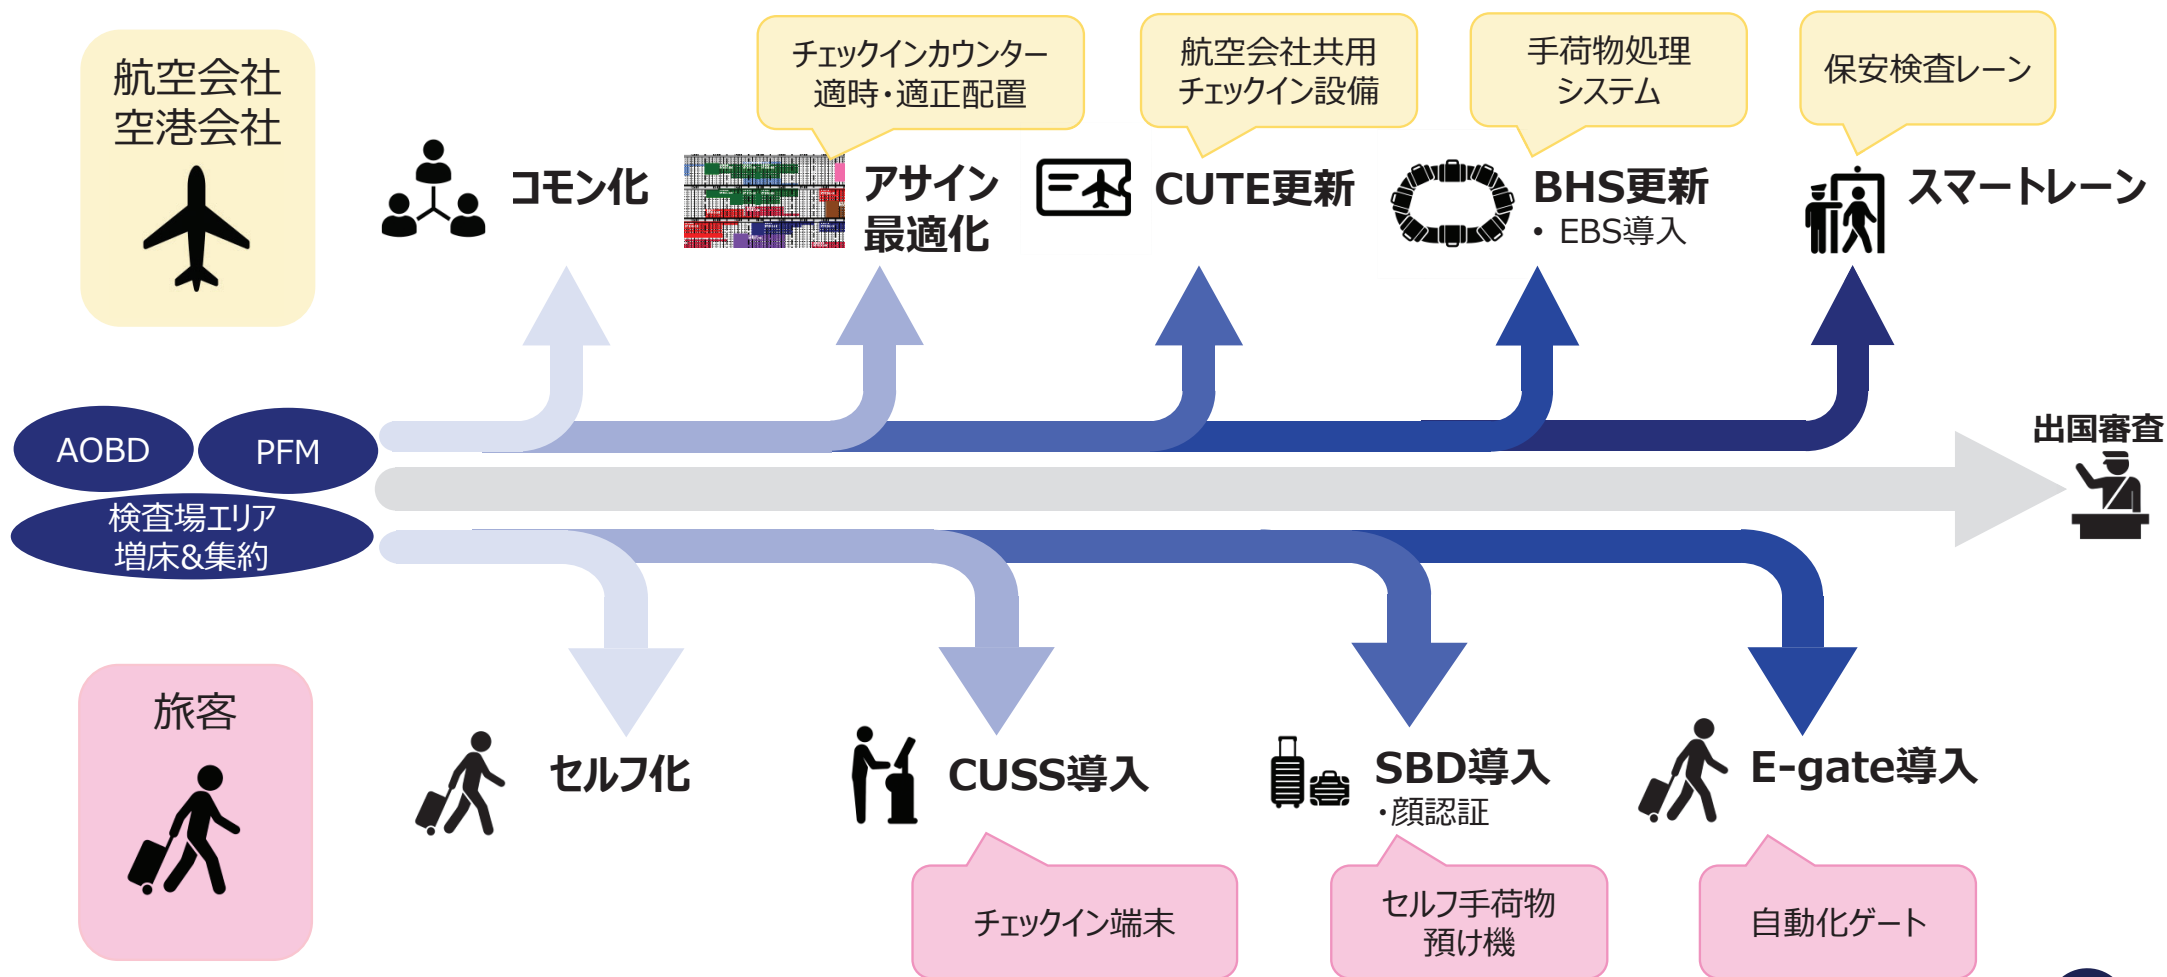 航空会社
空港会社
チェックインカウンター
適時・適正配置
航空会社共用
チェックイン設備
手荷物処理
システム
保安検査レーン
コモン化
アサイン
最適化
CUTE更新
BHS更新
・ EBS導入
スマートレーン
AOBD
PFM
検査場エリア
増床&集約
出国審査
旅客
セルフ化
CUSS導入
SBD導入
・顔認証
E-gate導入
チェックイン端末
セルフ手荷物
預け機
自動化ゲート